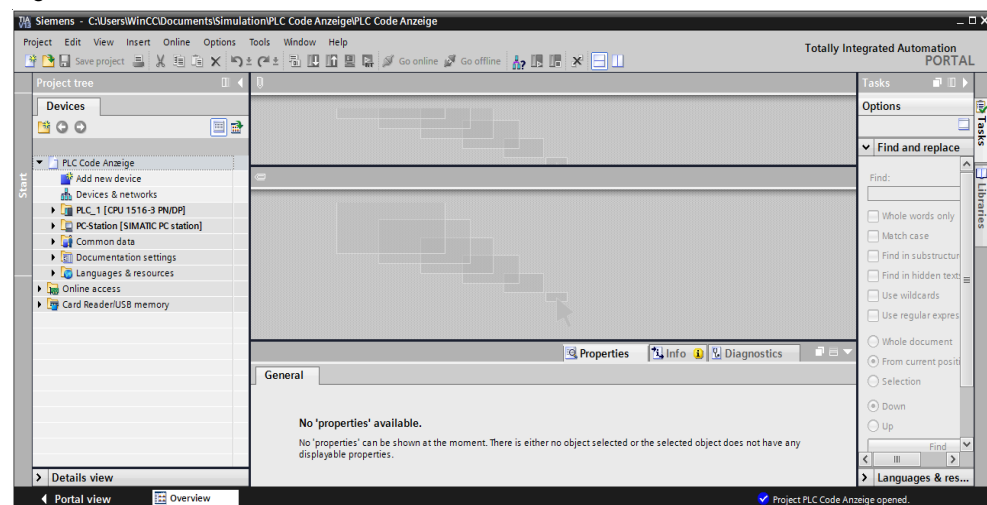 Siemens - C:\Users\WinCC\Documents\Simulation\PLC Code Anzeige\PLC Code Anzeige
Project Edit View Insert Online Options Tools Window Help
Totally Integrated Automation
PORTAL
Save project
Go online
Go offline
Project tree
Devices
PLC Code Anzeige
Add new device
Devices & networks
PLC_1 [CPU 1516-3 PN/DP]
PC-Station [SIMATIC PC station]
Common data
Documentation settings
Languages & resources
Online access
Card Reader/USB memory
Details view
Start
Properties
Info
Diagnostics
General
No 'properties' available.
No 'properties' can be shown at the moment. There is either no object selected or the selected object does not have any
displayable properties.
Tasks
Options
Find and replace
Find:
Whole words only
Match case
Find in substructur
Find in hidden text
Use wildcards
Use regular expres
Whole document
From current positi
Selection
Down
Up
Find
Languages & res...
Tasks
Libraries
Portal view
Overview
Project PLC Code Anzeige opened.